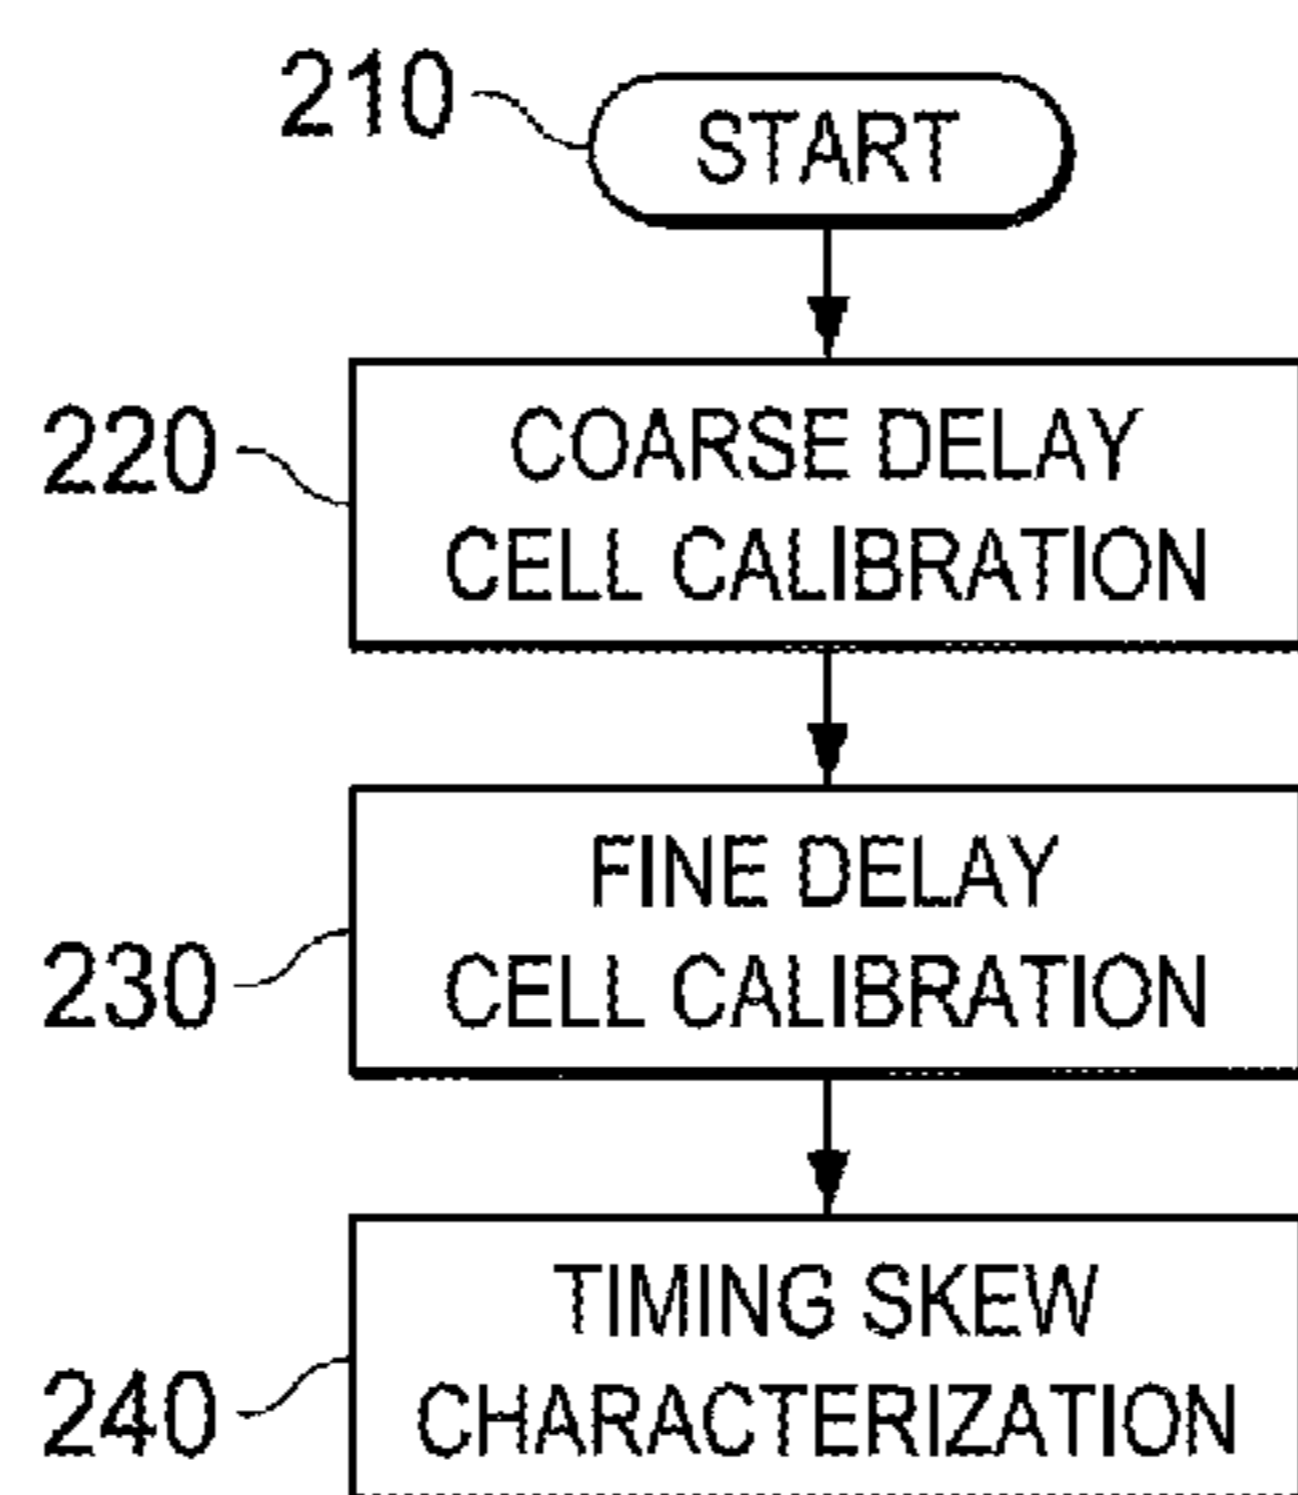 210
START
220
COARSE DELAY
CELL CALIBRATION
FINE DELAY
230
CELL CALIBRATION
TIMING SKEW
240
CHARACTERIZATION